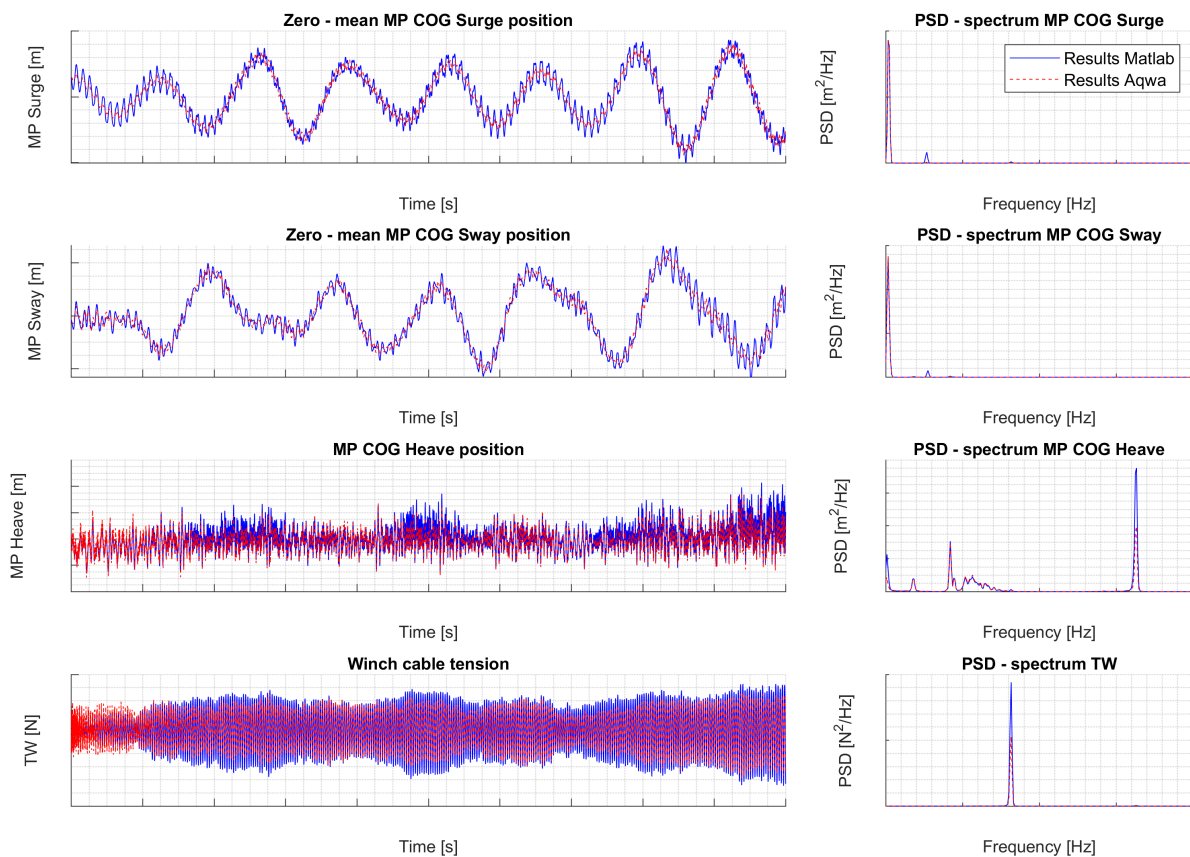 Zero - mean MP COG Surge position
MP Surge [m]
Time [s]
PSD - spectrum MP COG Surge
PSD [m²/Hz]
Results Matlab
Results Aqwa
Frequency [Hz]
Zero - mean MP COG Sway position
MP Sway [m]
Time [s]
PSD - spectrum MP COG Sway
PSD [m²/Hz]
Frequency [Hz]
MP COG Heave position
MP Heave [m]
Time [s]
PSD - spectrum MP COG Heave
PSD [m²/Hz]
Frequency [Hz]
Winch cable tension
TW [N]
Time [s]
PSD - spectrum TW
PSD [N²/Hz]
Frequency [Hz]